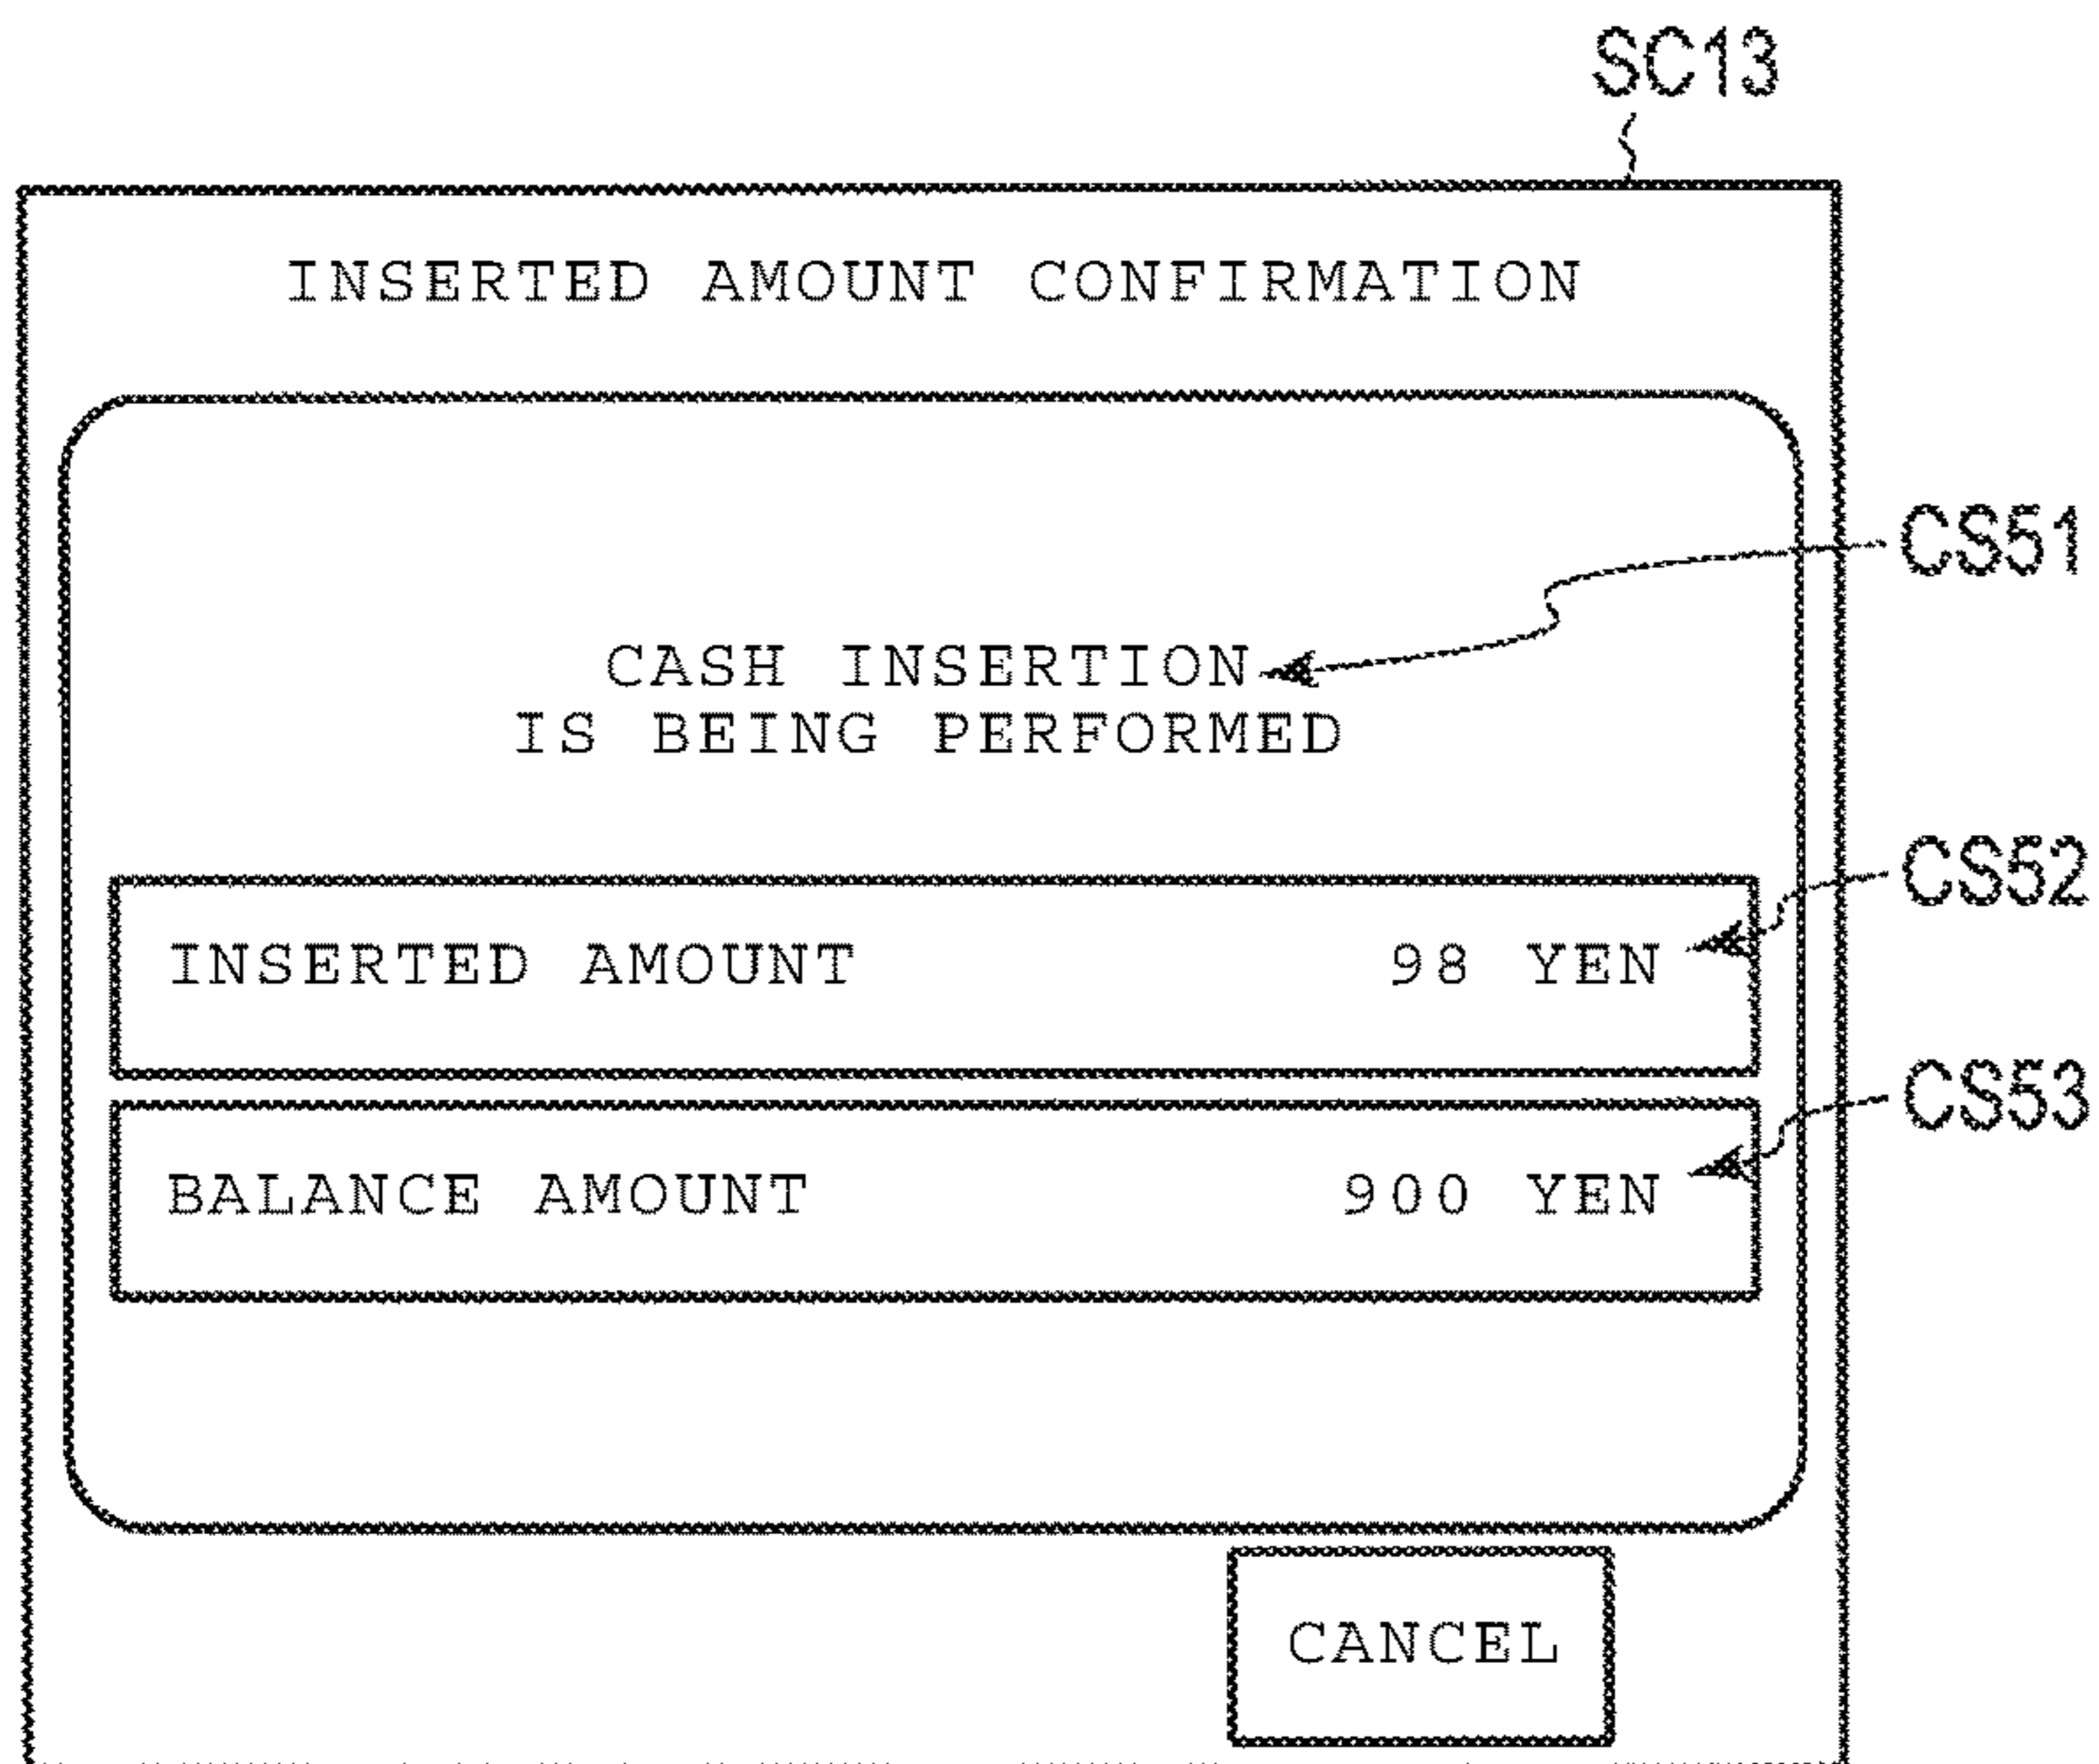 SC13
INSERTED AMOUNT CONFIRMATION
CS51
CASH INSERTION
IS BEING PERFORMED
CS52
INSERTED AMOUNT 98 YEN
CS53
BALANCE AMOUNT 900 YEN
CANCEL